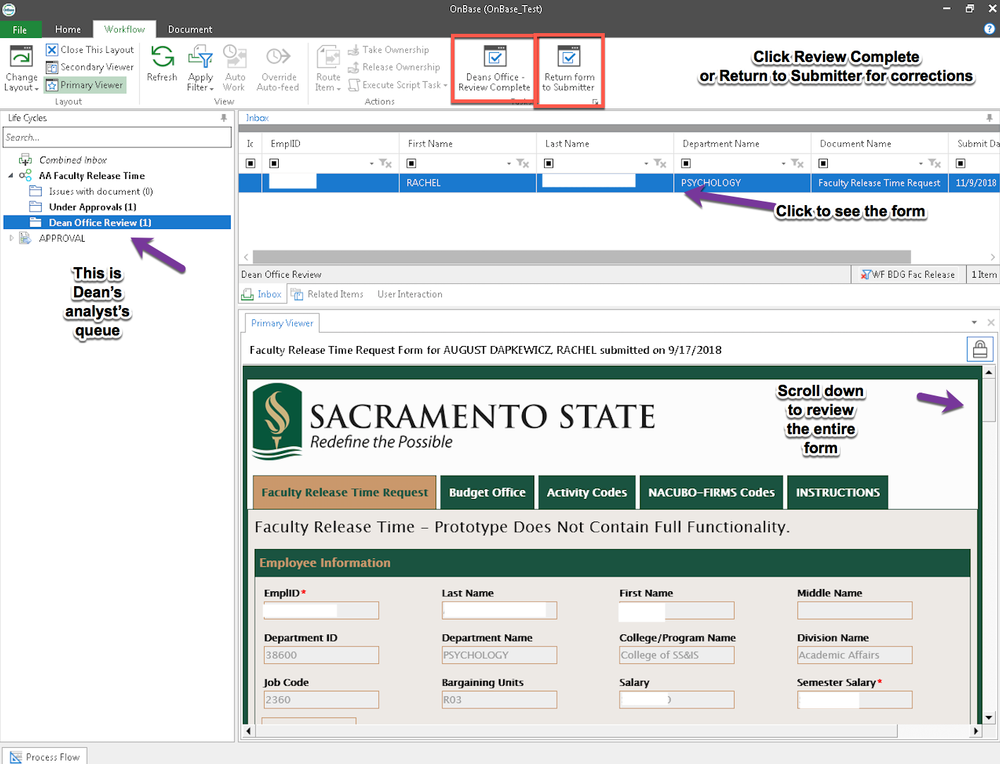 OnBase (OnBase_Test)
File Home Workflow Document
Change Layout
Close This Layout
Secondary Viewer
Primary Viewer
Layout
Refresh
Apply Filter
Auto Work
Override Auto-feed
View
Route Item
Take Ownership
Release Ownership
Execute Script Task
Actions
Deans Office -
Review Complete
Return form
to Submitter
Click Review Complete
or Return to Submitter for corrections
Life Cycles
Search...
Combined Inbox
AA Faculty Release Time
Issues with document (0)
Under Approvals (1)
Dean Office Review (1)
APPROVAL
This is
Dean's
analyst's
queue
Inbox
EmplID First Name Last Name Department Name Document Name Submit Da
RACHEL PSYCHOLOGY Faculty Release Time Request 11/9/2018
Click to see the form
Dean Office Review WF BDG Fac Release 1 Item
Inbox Related Items User Interaction
Primary Viewer
Faculty Release Time Request Form for AUGUST DAPKEWICZ, RACHEL submitted on 9/17/2018
SACRAMENTO STATE
Redefine the Possible
Scroll down
to review
the entire
form
Faculty Release Time Request Budget Office Activity Codes NACUBO-FIRMS Codes INSTRUCTIONS
Faculty Release Time - Prototype Does Not Contain Full Functionality.
Employee Information
EmplID* Last Name First Name Middle Name
Department ID Department Name College/Program Name Division Name
38600 PSYCHOLOGY College of SS&IS Academic Affairs
Job Code Bargaining Units Salary Semester Salary*
2360 R03
Process Flow